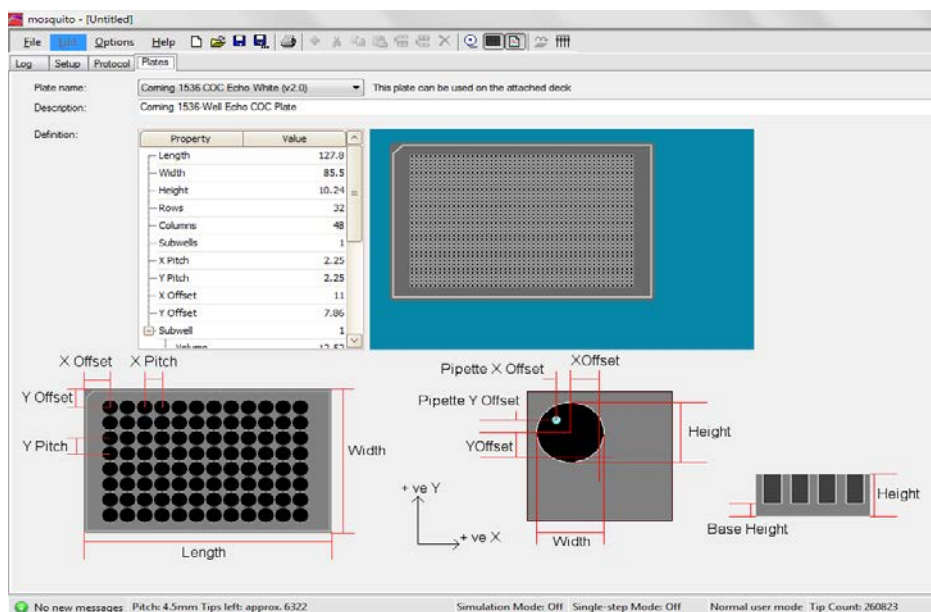 mosquito - [Untitled]
File Edit Options Help
Log Setup Protocol Plates
Plate name: Corning 1536 COC Echo White (v2.0) This plate can be used on the attached deck
Description: Corning 1536-Well Echo COC Plate
Definition:
Property Value
Length 127.8
Width 85.5
Height 10.24
Rows 32
Columns 48
Subwells 1
X Pitch 2.25
Y Pitch 2.25
X Offset 11
Y Offset 7.86
Subwell 1
Volume 12.52
X Offset X Pitch
Y Offset
Y Pitch
Width
Length
+ ve Y
+ ve X
Pipette X Offset
XOffset
Pipette Y Offset
YOffset
Height
Width
Height
Base Height
No new messages Pitch: 4.5mm Tips left: approx. 6322 Simulation Mode: Off Single-step Mode: Off Normal user mode Tip Count: 260823